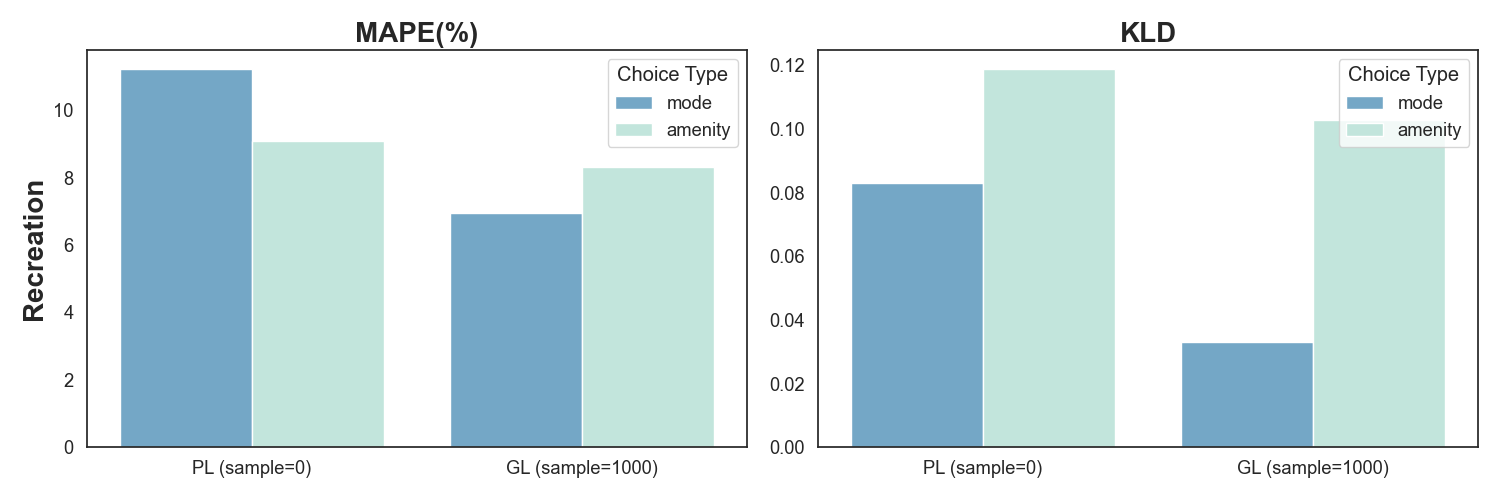 MAPE(%)
Recreation
10
8
6
4
2
0
Choice Type
mode
amenity
PL (sample=0)
GL (sample=1000)
KLD
0.12
0.10
0.08
0.06
0.04
0.02
0.00
Choice Type
mode
amenity
PL (sample=0)
GL (sample=1000)